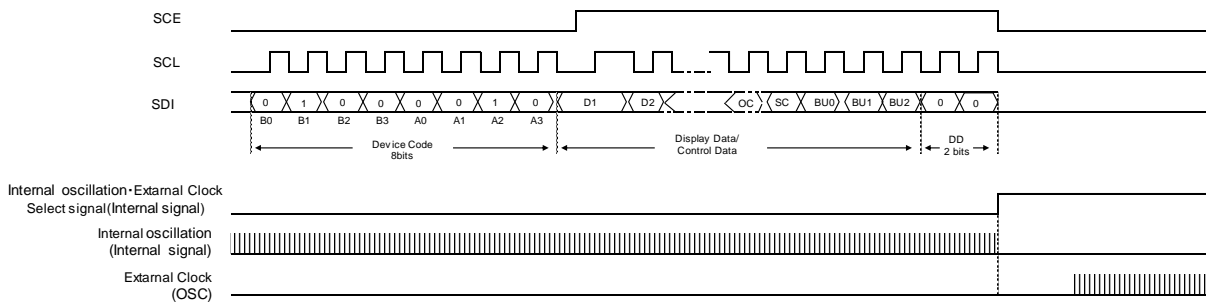 SCE
SCL
SDI
0 1 0 0 0 0 1 0 D1 D2 OC SC BU0 BU1 BU2 0 0
B0 B1 B2 B3 A0 A1 A2 A3
Device Code
8bits
Display Data/
Control Data
DD
2 bits
Internal oscillation・Extarnal Clock
Select signal(Internal signal)
Internal oscillation
(Internal signal)
Extarnal Clock
(OSC)